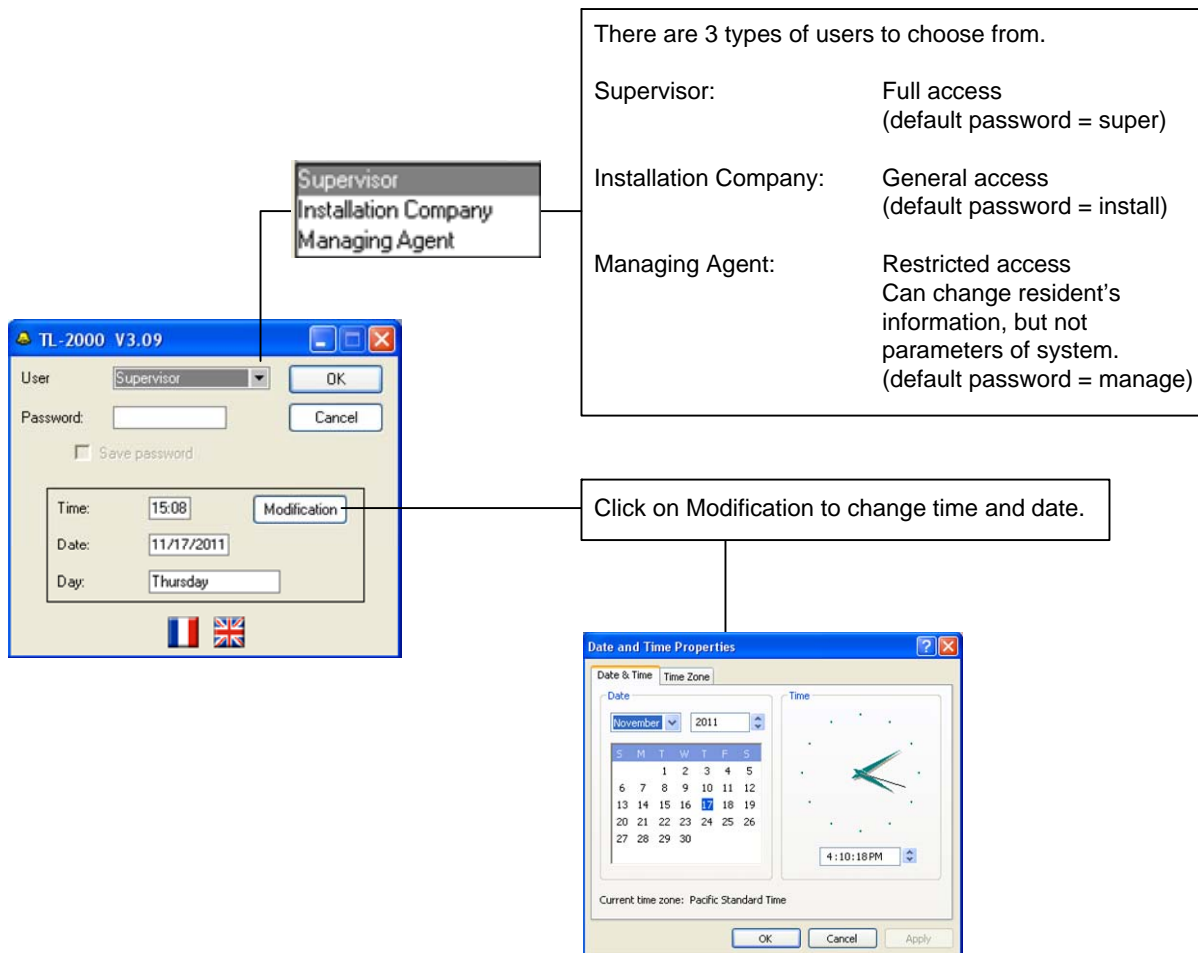 There are 3 types of users to choose from.
Supervisor: Full access
(default password = super)
Installation Company: General access
(default password = install)
Managing Agent: Restricted access
Can change resident's
information, but not
parameters of system.
(default password = manage)
Supervisor
Installation Company
Managing Agent
TL-2000 V3.09
User Supervisor OK
Password: Cancel
Save password
Time: 15:08 Modification
Date: 11/17/2011
Day: Thursday
Click on Modification to change time and date.
Date and Time Properties
Date & Time Time Zone
Date Time
November 2011
S M T W T F S
1 2 3 4 5
6 7 8 9 10 11 12
13 14 15 16 17 18 19
20 21 22 23 24 25 26
27 28 29 30
4:10:18 PM
Current time zone: Pacific Standard Time
OK Cancel Apply